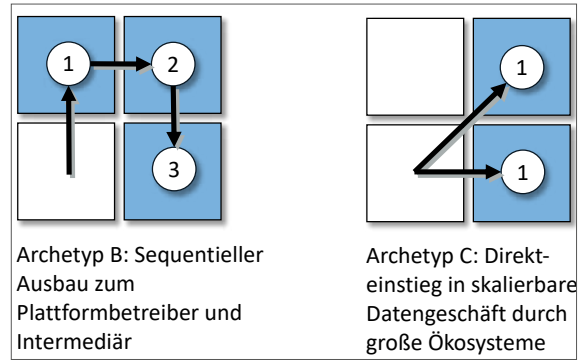 1
2
3
1
1
Archetyp B: Sequentieller
Ausbau zum
Plattformbetreiber und
Intermediär
Archetyp C: Direkt-
einstieg in skalierbare
Datengeschäft durch
große Ökosysteme